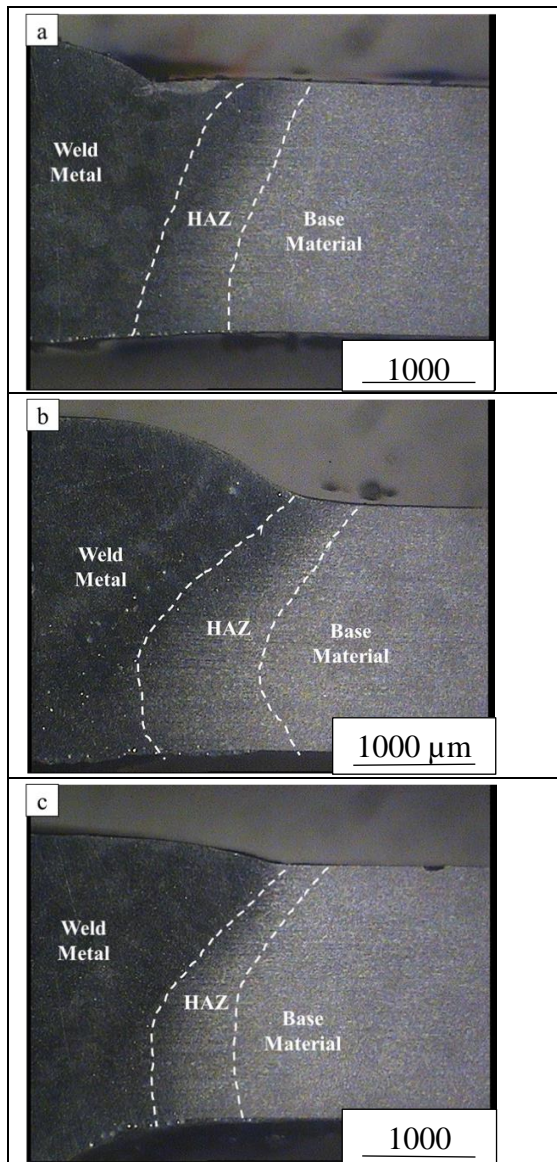 a
Weld
Metal
HAZ
Base
Material
1000
b
Weld
Metal
HAZ
Base
Material
1000 µm
c
Weld
Metal
HAZ
Base
Material
1000